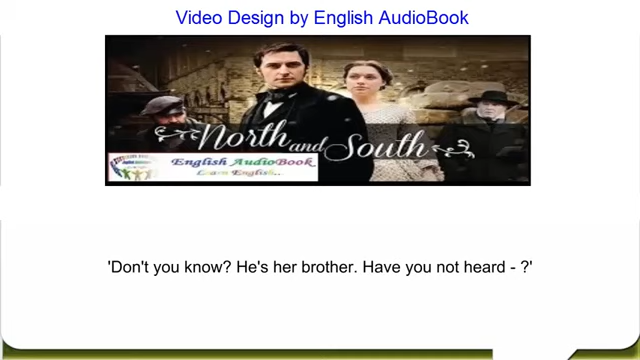 Video Design by English AudioBook
North and South
English AudioBook
Learn English...
'Don't you know? He's her brother. Have you not heard - ?'